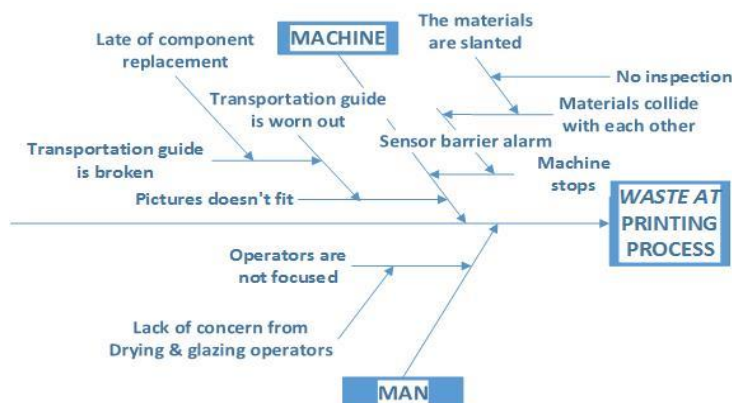 The materials
are slanted
Late of component
replacement
MACHINE
No inspection
Transportation guide
is worn out
Materials collide
with each other
Sensor barrier alarm
Transportation guide
is broken
Machine
stops
Pictures doesn't fit
WASTE AT
PRINTING
PROCESS
Operators are
not focused
Lack of concern from
Drying & glazing operators
MAN